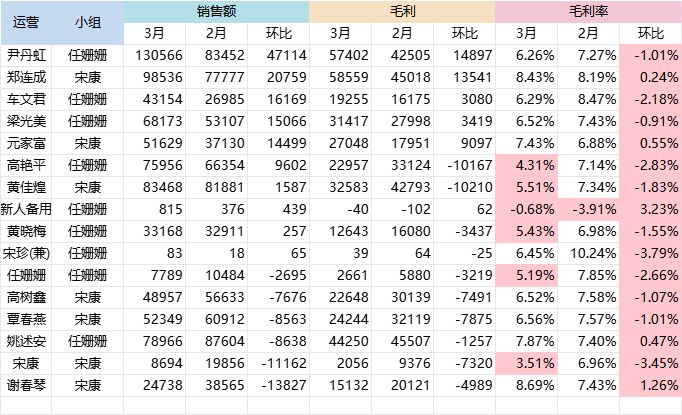 运营 小组 销售额 毛利 毛利率
3月 2月 环比 3月 2月 环比 3月 2月 环比
尹丹虹 任姗姗 130566 83452 47114 57402 42505 14897 6.26% 7.27% -1.01%
郑连成 宋康 98536 77777 20759 58559 45018 13541 8.43% 8.19% 0.24%
车文君 任姗姗 43154 26985 16169 19255 16175 3080 6.29% 8.47% -2.18%
梁光美 任姗姗 68173 53107 15066 31417 27998 3419 6.52% 7.43% -0.91%
元家富 宋康 51629 37130 14499 27048 17951 9097 7.43% 6.88% 0.55%
高艳平 任姗姗 75956 66354 9602 22957 33124 -10167 4.31% 7.14% -2.83%
黄佳煌 宋康 83468 81881 1587 32583 42793 -10210 5.51% 7.34% -1.83%
新人备用 任姗姗 815 376 439 -40 -102 62 -0.68% -3.91% 3.23%
黄晓梅 任姗姗 33168 32911 257 12643 16080 -3437 5.43% 6.98% -1.55%
宋珍(兼) 任姗姗 83 18 65 39 64 -25 6.45% 10.24% -3.79%
任姗姗 任姗姗 7789 10484 -2695 2661 5880 -3219 5.19% 7.85% -2.66%
高树鑫 宋康 48957 56633 -7676 22648 30139 -7491 6.52% 7.58% -1.07%
覃春燕 宋康 52349 60912 -8563 24244 32119 -7875 6.56% 7.57% -1.01%
姚述安 任姗姗 78966 87604 -8638 44250 45507 -1257 7.87% 7.40% 0.47%
宋康 宋康 8694 19856 -11162 2056 9376 -7320 3.51% 6.96% -3.45%
谢春琴 宋康 24738 38565 -13827 15132 20121 -4989 8.69% 7.43% 1.26%